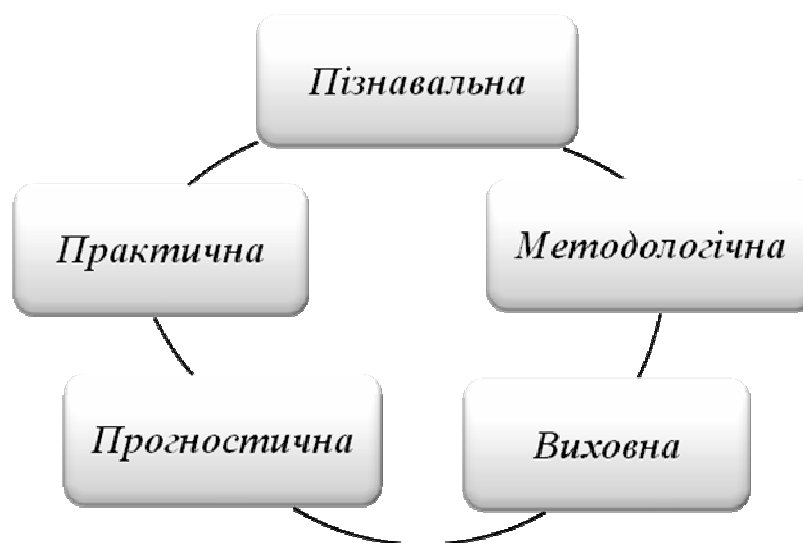 Пізнавальна
Методологічна
Виховна
Прогностична
Практична